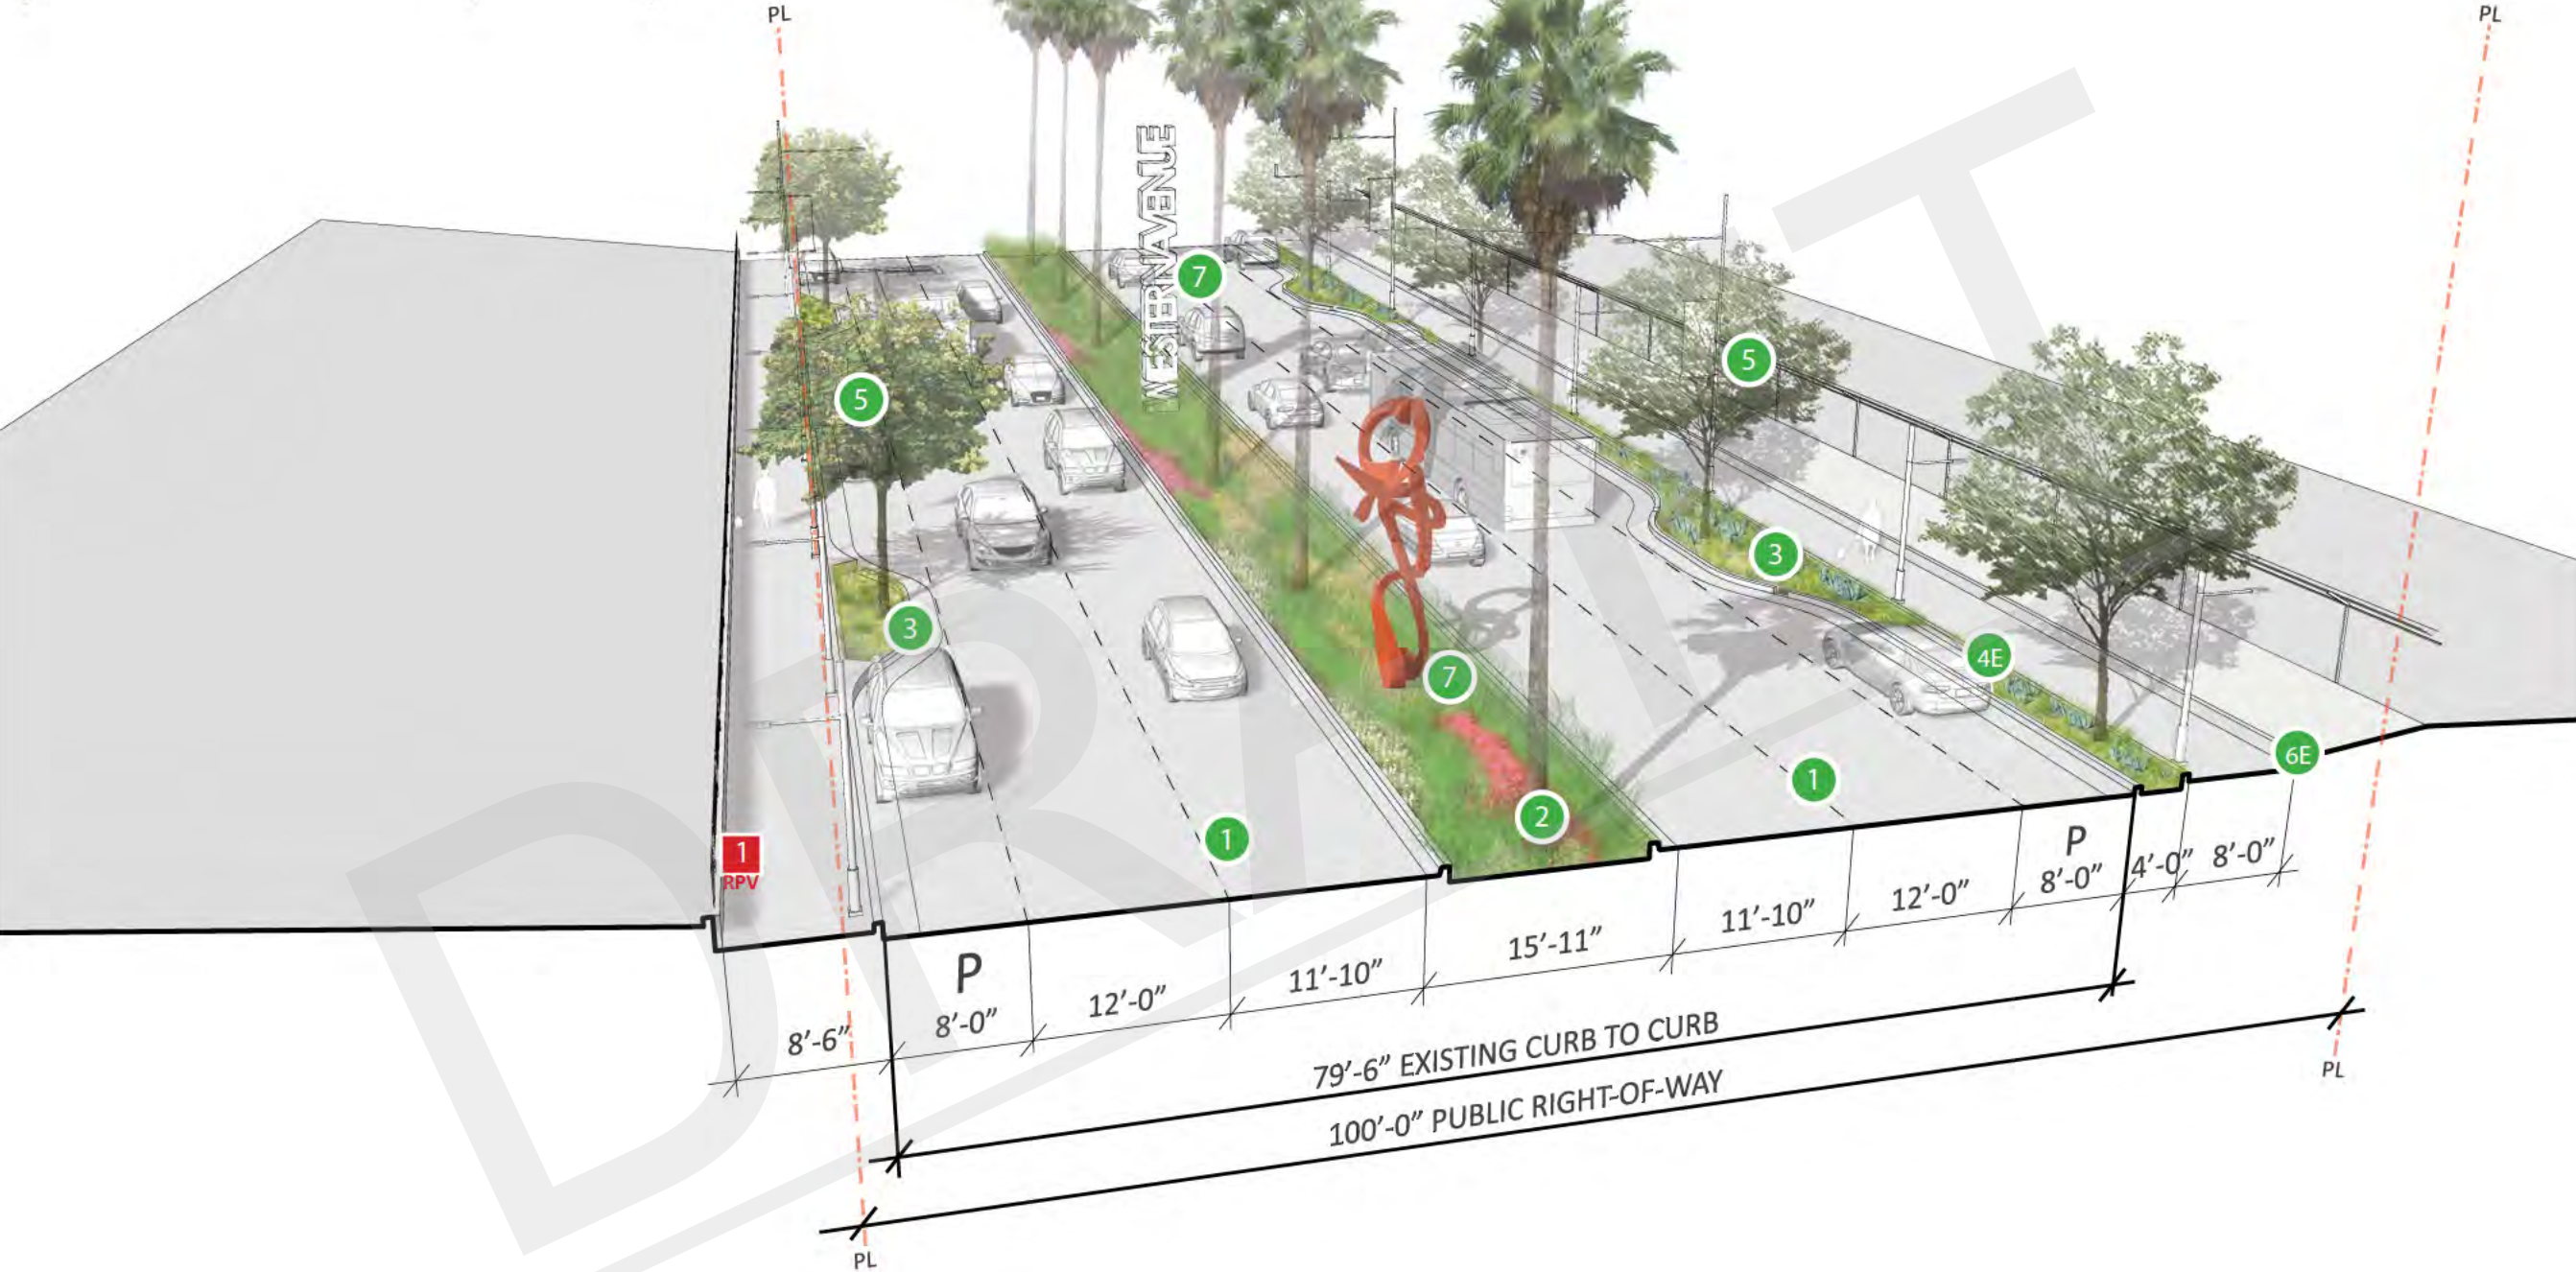 PL
PL
WESTERN AVENUE
7
5
5
3
3
4E
7
6E
1
2
1
1
RPV
P
8'-0"
4'-0"
8'-0"
12'-0"
11'-10"
15'-11"
11'-10"
12'-0"
P
8'-0"
8'-6"
79'-6" EXISTING CURB TO CURB
100'-0" PUBLIC RIGHT-OF-WAY
PL
PL
DRAFT